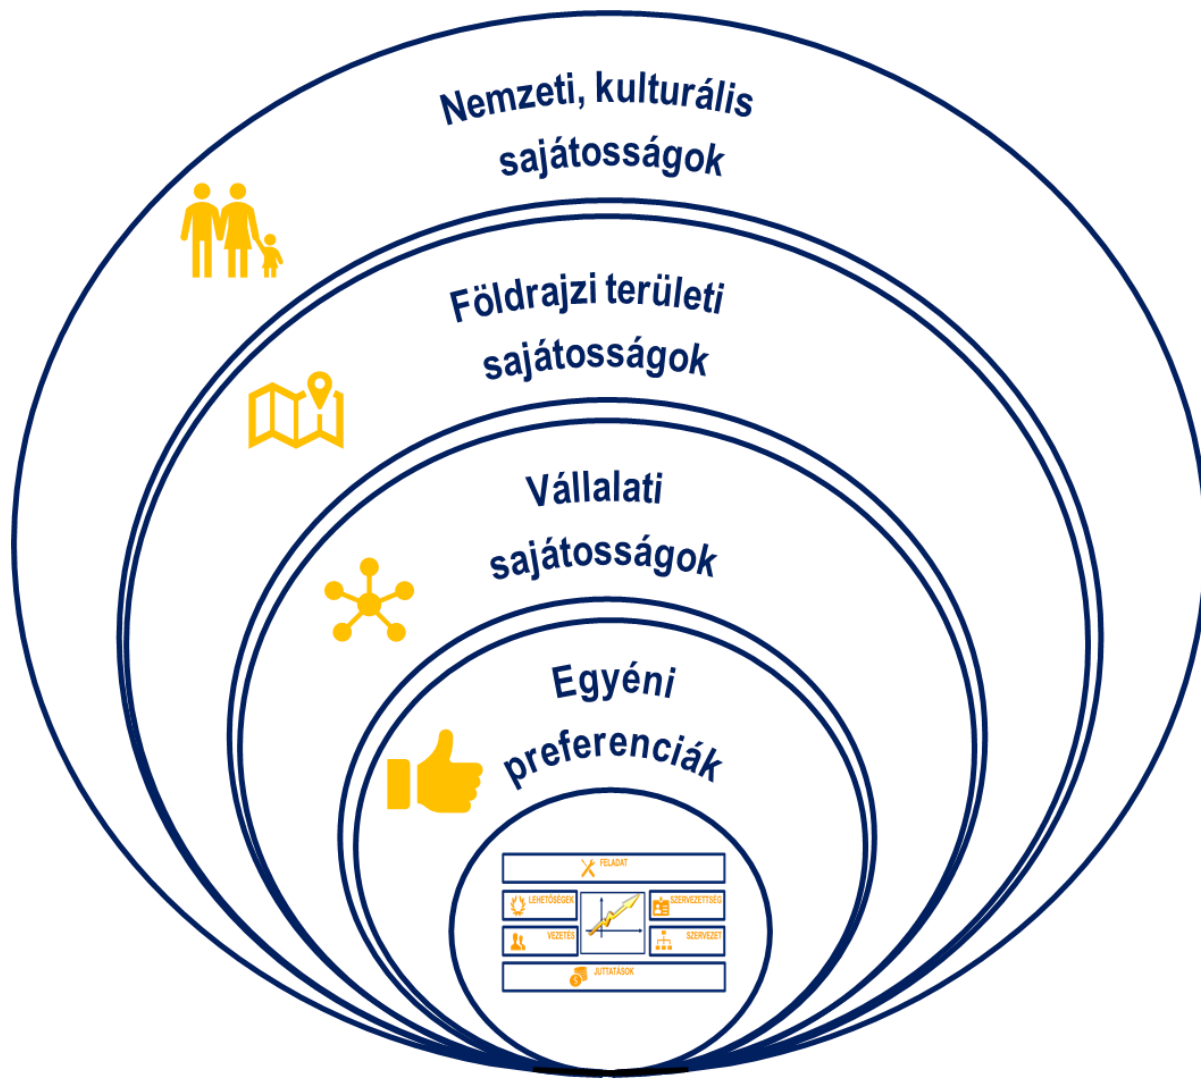 Nemzeti, kulturális
sajátosságok
Földrajzi területi
sajátosságok
Vállalati
sajátosságok
Egyéni
preferenciák
FELADAT
LEHETŐSÉGEK
SZERVEZETTSÉG
VEZETÉS
SZERVEZET
JUTTATÁSOK